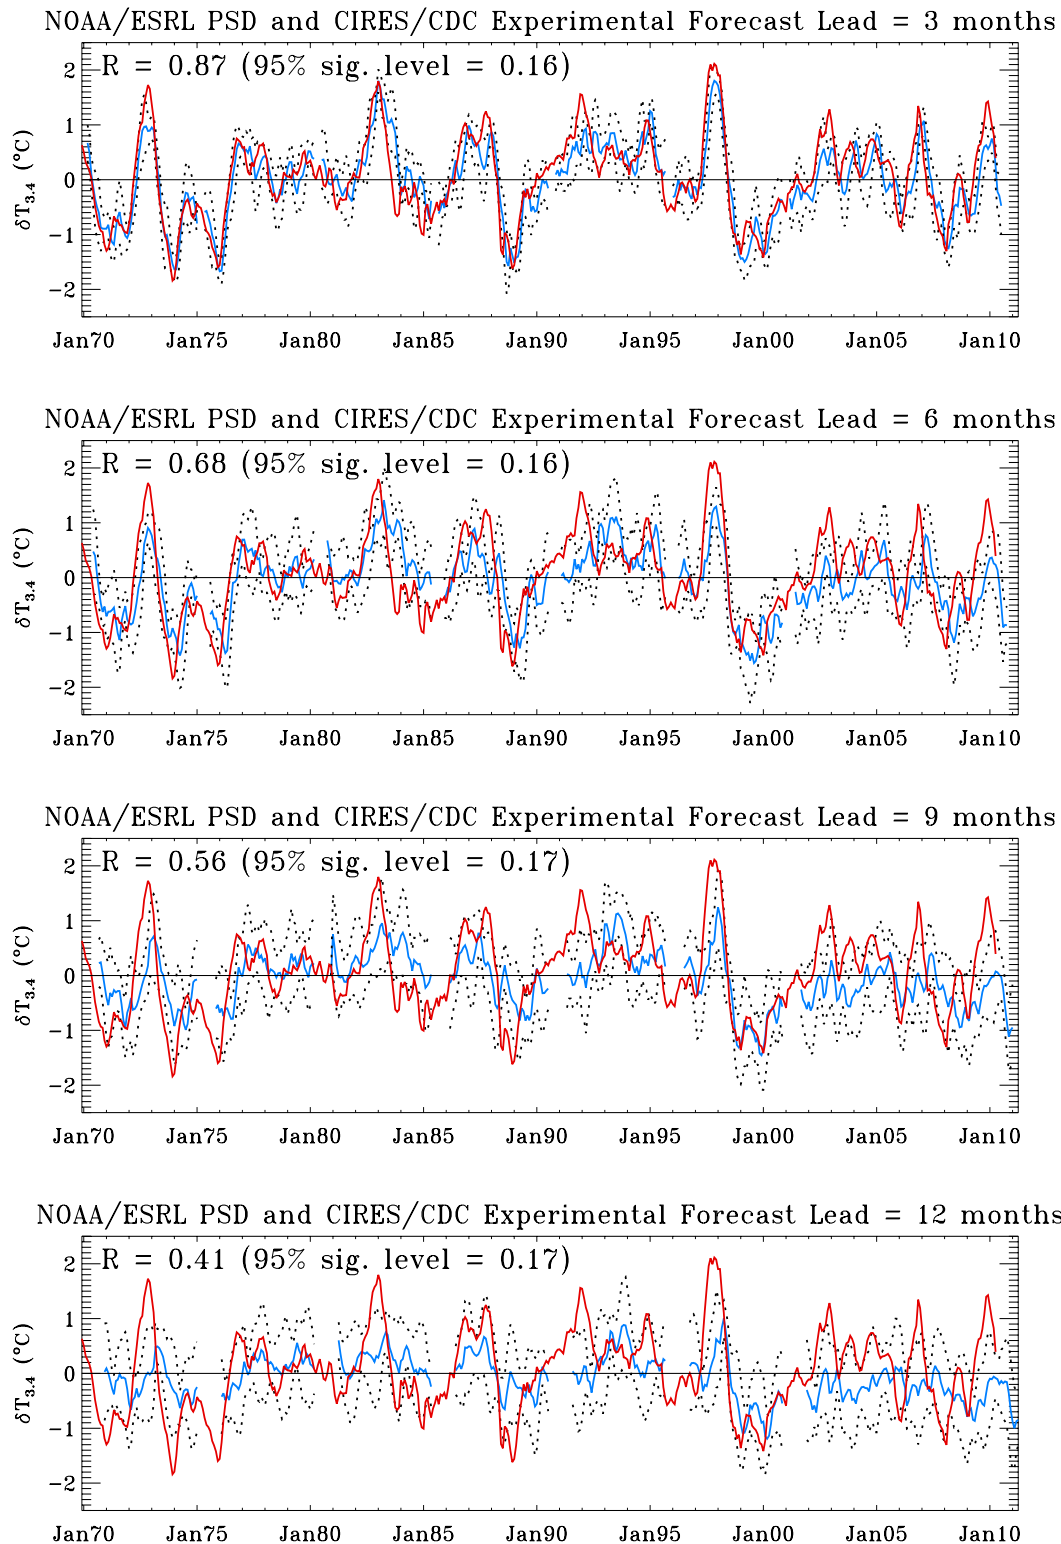 NOAA/ESRL PSD and CIRES/CDC Experimental Forecast Lead = 3 months
R = 0.87 (95% sig. level = 0.16)
2
1
0
−1
−2
δT3.4 (°C)
Jan70 Jan75 Jan80 Jan85 Jan90 Jan95 Jan00 Jan05 Jan10
NOAA/ESRL PSD and CIRES/CDC Experimental Forecast Lead = 6 months
R = 0.68 (95% sig. level = 0.16)
2
1
0
−1
−2
δT3.4 (°C)
Jan70 Jan75 Jan80 Jan85 Jan90 Jan95 Jan00 Jan05 Jan10
NOAA/ESRL PSD and CIRES/CDC Experimental Forecast Lead = 9 months
R = 0.56 (95% sig. level = 0.17)
2
1
0
−1
−2
δT3.4 (°C)
Jan70 Jan75 Jan80 Jan85 Jan90 Jan95 Jan00 Jan05 Jan10
NOAA/ESRL PSD and CIRES/CDC Experimental Forecast Lead = 12 months
R = 0.41 (95% sig. level = 0.17)
2
1
0
−1
−2
δT3.4 (°C)
Jan70 Jan75 Jan80 Jan85 Jan90 Jan95 Jan00 Jan05 Jan10